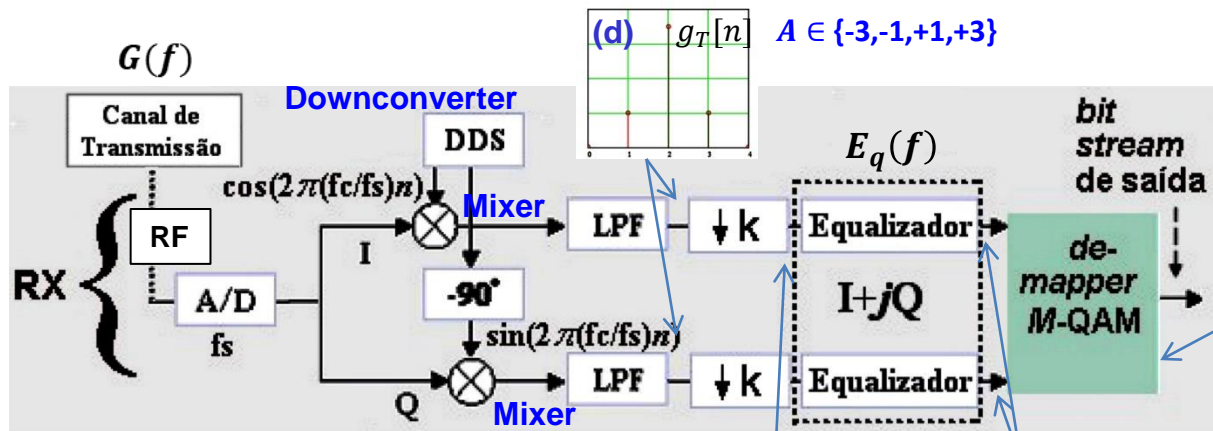 (d) g_T[n] A ∈ {-3,-1,+1,+3}
0 1 2 3 4
G(f)
Canal de
Transmissão
Downconverter
DDS
cos(2π(fc/fs)n)
Mixer
E_q(f)
bit
stream
de saída
RX
RF
A/D
fs
I
Q
-90°
sin(2π(fc/fs)n)
Mixer
LPF
↓ k
Equalizador
I+jQ
LPF
↓ k
Equalizador
de-
mapper
M-QAM